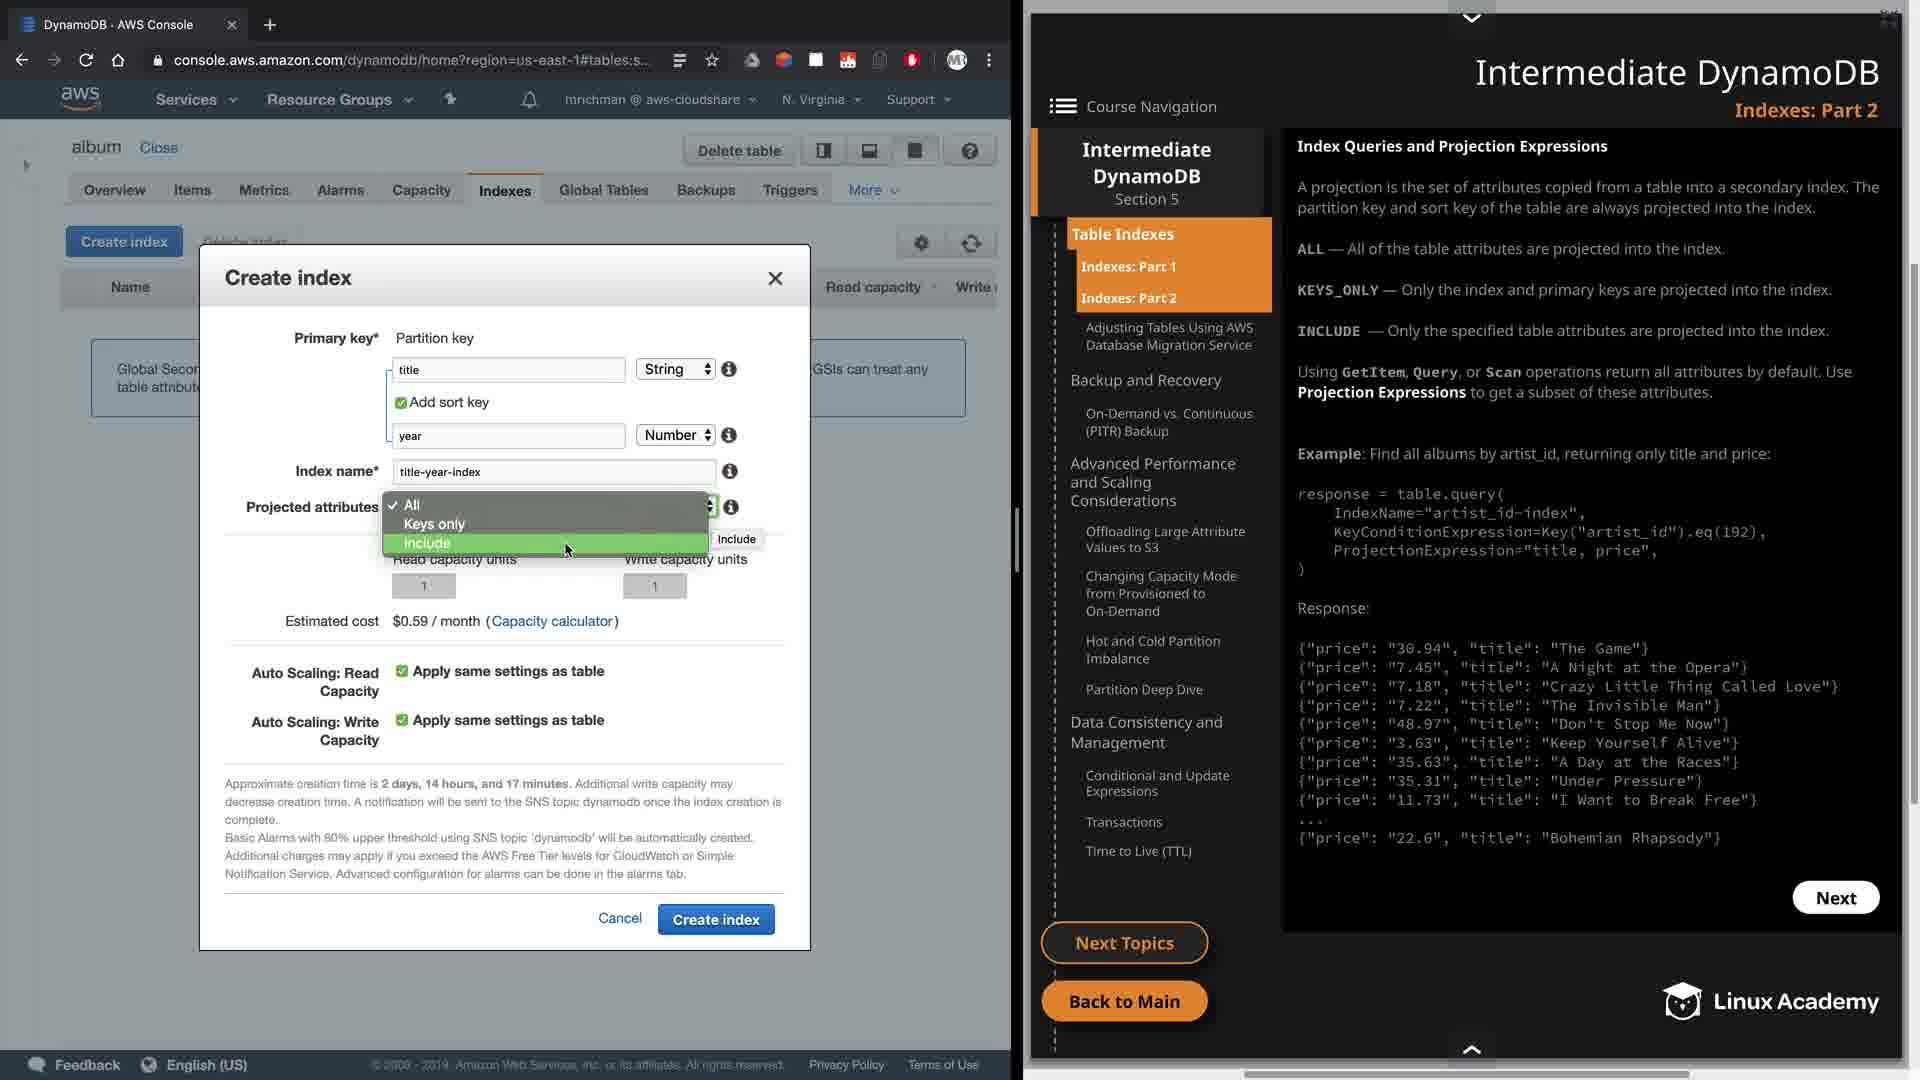 DynamoDB - AWS Console
console.aws.amazon.com/dynamodb/home?region=us-east-1#tables:s...
aws
Services
Resource Groups
mrichman @ aws-cloudshare
N. Virginia
Support
album
Close
Delete table
Overview
Items
Metrics
Alarms
Capacity
Indexes
Global Tables
Backups
Triggers
More
Create index
Delete index
Name
Read capacity
Write
Global Secon
GSIs can treat any
table attribute
Create index
Primary key*
Partition key
title
String
Add sort key
year
Number
Index name*
title-year-index
Projected attributes
All
Keys only
Include
Include
Read capacity units
Write capacity units
1
1
Estimated cost
$0.59 / month (Capacity calculator)
Auto Scaling: Read Capacity
Apply same settings as table
Auto Scaling: Write Capacity
Apply same settings as table
Approximate creation time is 2 days, 14 hours, and 17 minutes. Additional write capacity may
decrease creation time. A notification will be sent to the SNS topic dynamodb once the index creation is
complete.
Basic Alarms with 80% upper threshold using SNS topic 'dynamodb' will be automatically created.
Additional charges may apply if you exceed the AWS Free Tier levels for CloudWatch or Simple
Notification Service. Advanced configuration for alarms can be done in the alarms tab.
Cancel
Create index
Feedback
English (US)
© 2008 - 2019, Amazon Web Services, Inc. or its affiliates. All rights reserved.
Privacy Policy
Terms of Use
Intermediate DynamoDB
Indexes: Part 2
Course Navigation
Intermediate
DynamoDB
Section 5
Table Indexes
Indexes: Part 1
Indexes: Part 2
Adjusting Tables Using AWS
Database Migration Service
Backup and Recovery
On-Demand vs. Continuous
(PITR) Backup
Advanced Performance
and Scaling
Considerations
Offloading Large Attribute
Values to S3
Changing Capacity Mode
from Provisioned to
On-Demand
Hot and Cold Partition
Imbalance
Partition Deep Dive
Data Consistency and
Management
Conditional and Update
Expressions
Transactions
Time to Live (TTL)
Next Topics
Back to Main
Index Queries and Projection Expressions
A projection is the set of attributes copied from a table into a secondary index. The
partition key and sort key of the table are always projected into the index.
ALL — All of the table attributes are projected into the index.
KEYS_ONLY — Only the index and primary keys are projected into the index.
INCLUDE — Only the specified table attributes are projected into the index.
Using GetItem, Query, or Scan operations return all attributes by default. Use
Projection Expressions to get a subset of these attributes.
Example: Find all albums by artist_id, returning only title and price:
response = table.query(
IndexName="artist_id-index",
KeyConditionExpression=Key("artist_id").eq(192),
ProjectionExpression="title, price",
)
Response:
{"price": "30.94", "title": "The Game"}
{"price": "7.45", "title": "A Night at the Opera"}
{"price": "7.18", "title": "Crazy Little Thing Called Love"}
{"price": "7.22", "title": "The Invisible Man"}
{"price": "48.97", "title": "Don't Stop Me Now"}
{"price": "3.63", "title": "Keep Yourself Alive"}
{"price": "35.63", "title": "A Day at the Races"}
{"price": "35.31", "title": "Under Pressure"}
{"price": "11.73", "title": "I Want to Break Free"}
...
{"price": "22.6", "title": "Bohemian Rhapsody"}
Next
Linux Academy